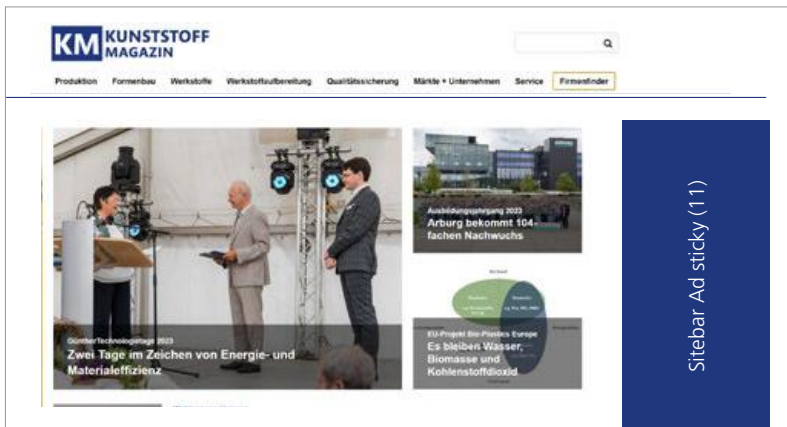 KM KUNSTSTOFF
MAGAZIN
Produktion Formenbau Werkstoffe Werkstoffaufbereitung Qualitätssicherung Märkte + Unternehmen Service Firmenfinder
GüntherTechnologietage 2023
Zwei Tage im Zeichen von Energie- und
Materialeffizienz
Ausbildungsjahrgang 2023
Arburg bekommt 104-
fachen Nachwuchs
EU-Projekt Bio-Plastics Europe
Es bleiben Wasser,
Biomasse und
Kohlenstoffdioxid
Sitebar Ad sticky (11)